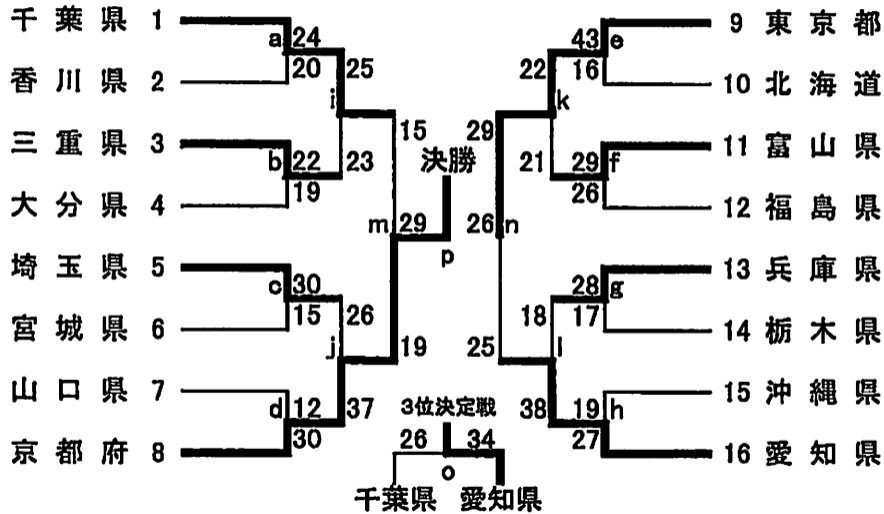 千葉県 1
a 24
20
香川県 2
25
i
三重県 3
b 22
19
大分県 4
23
15
m
埼玉県 5
c 30
15
宮城県 6
26
j
山口県 7
d 12
30
京都府 8
37
19
決勝
29 26
p
3位決定戦
26 34
o
千葉県 愛知県
9 東京都
43 e
16
10 北海道
22
k
11 富山県
29 f
26
12 福島県
21
29
n
13 兵庫県
28 g
17
14 栃木県
18
l
15 沖縄県
19 h
27
16 愛知県
38
25